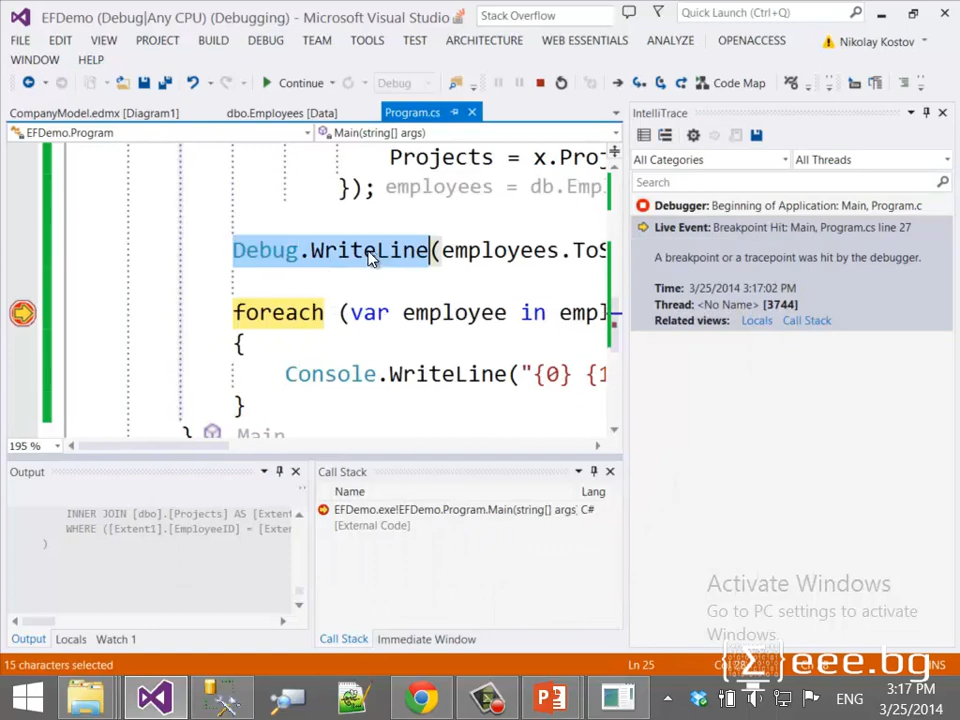 EFDemo (Debug|Any CPU) (Debugging) - Microsoft Visual Studio
Stack Overflow
Quick Launch (Ctrl+Q)
FILE EDIT VIEW PROJECT BUILD DEBUG TEAM TOOLS TEST ARCHITECTURE WEB ESSENTIALS ANALYZE OPENACCESS Nikolay Kostov
WINDOW HELP
Continue Debug Code Map
CompanyModel.edmx [Diagram1] dbo.Employees [Data] Program.cs
EFDemo.Program Main(string[] args)
Projects = x.Pro
}); employees = db.Emp
Debug.WriteLine(employees.ToS
foreach (var employee in empl
{
Console.WriteLine("{0} {1
}
} Main
195 %
IntelliTrace
All Categories All Threads
Search
Debugger: Beginning of Application: Main, Program.c
Live Event: Breakpoint Hit: Main, Program.cs line 27
A breakpoint or a tracepoint was hit by the debugger.
Time: 3/25/2014 3:17:02 PM
Thread: <No Name> [3744]
Related views: Locals Call Stack
Output
INNER JOIN [dbo].[Projects] AS [Extent
WHERE ([Extent1].[EmployeeID] = [Exten
)
Output Locals Watch 1
Call Stack
Name Lang
EFDemo.exe!EFDemo.Program.Main(string[] args) C#
[External Code]
Call Stack Immediate Window
Activate Windows
Go to PC settings to activate
Windows.
eee.bg
15 characters selected Ln 25 INS
ENG
3:17 PM
3/25/2014